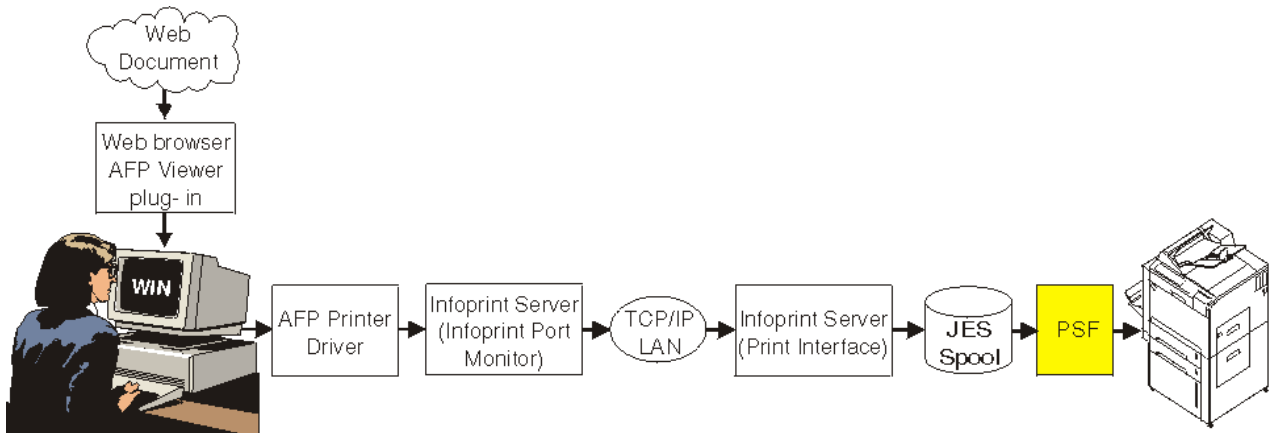 Web
Document
Web browser
AFP Viewer
plug- in
WIN
AFP Printer
Driver
Infoprint Server
(Infoprint Port
Monitor)
TCP/IP
LAN
Infoprint Server
(Print Interface)
JES
Spool
PSF